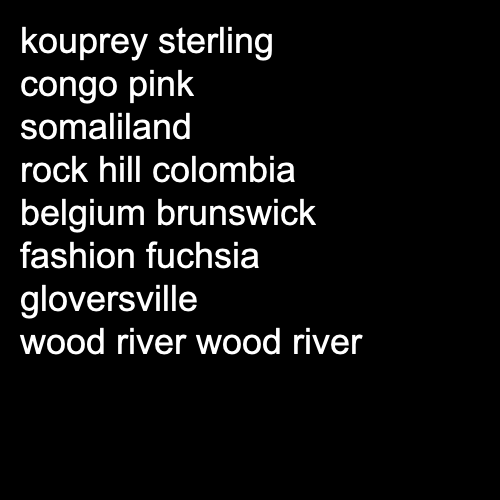 kouprey sterling
congo pink
somaliland
rock hill colombia
belgium brunswick
fashion fuchsia
gloversville
wood river wood river